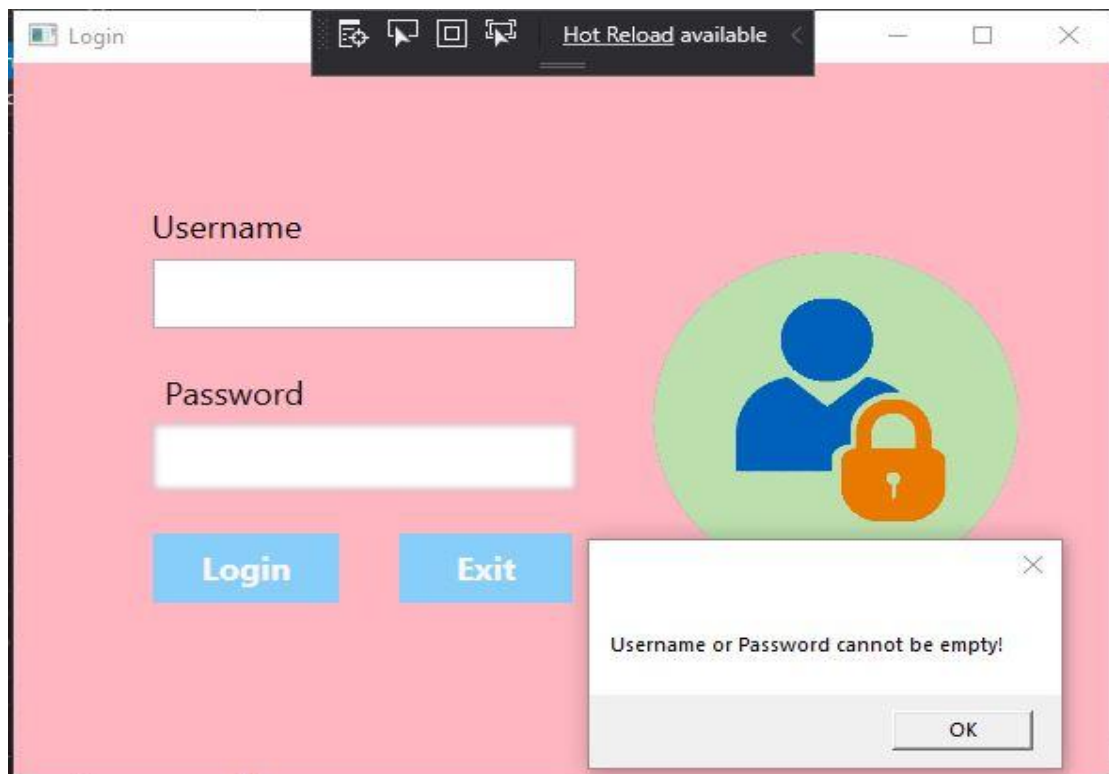 Login
Hot Reload available
Username
Password
Login
Exit
Username or Password cannot be empty!
OK